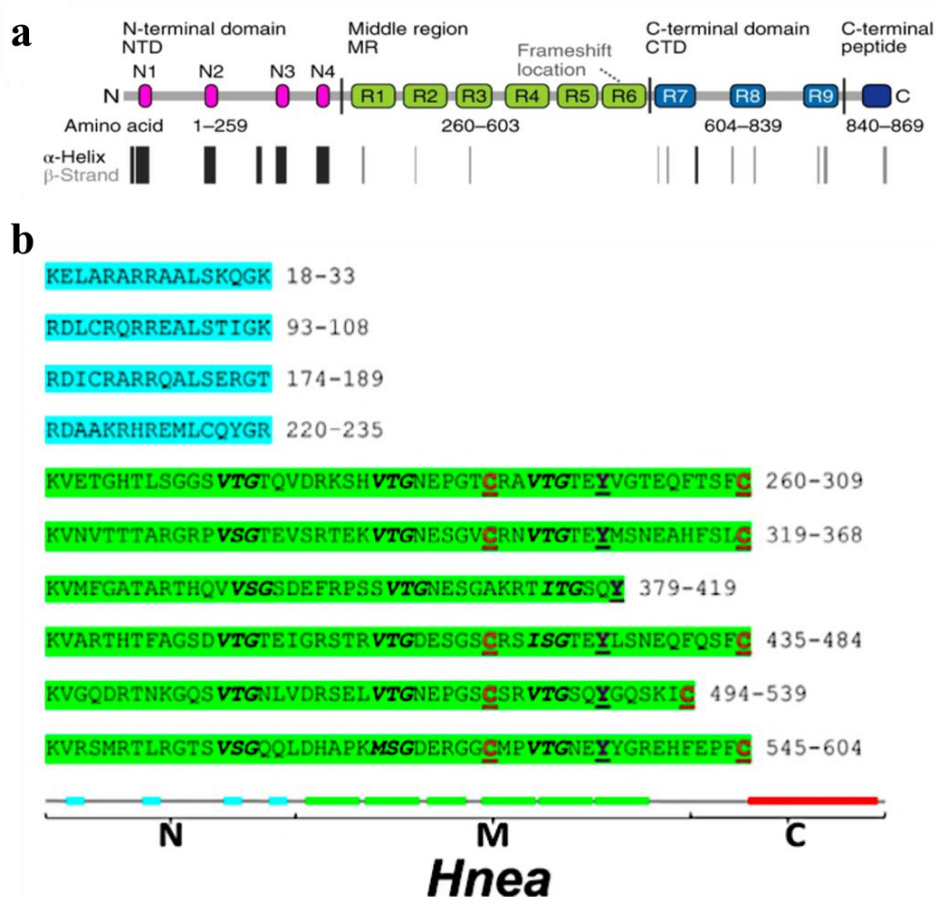 a
N-terminal domain
NTD
Middle region
MR
C-terminal domain
CTD
C-terminal
peptide
Frameshift
location
N1 N2 N3 N4
N R1 R2 R3 R4 R5 R6 R7 R8 R9 C
Amino acid 1–259 260–603 604–839 840–869
α-Helix
β-Strand
b
KELARARRAALSKQGK 18-33
RDLCRQRREALSTIGK 93-108
RDICRARRQALSERGT 174-189
RDAAKRHREMLCQYGR 220-235
KVETGHTLSGGSVTGTQVDRKSHVTGNEPGTCRAVTGTEYVGTEQFTSFC 260-309
KVNVTTTARGRPVSGTEVSRTEKVTGNESGVCRNVTGTEYMSNEAHFSLC 319-368
KVMFGATARTHQVVSGSDEFRPSSVTGNESGAKRTITGSQY 379-419
KVARTHTFAGSDVTGTEIGRSTRVTGDESGSCRSISGTEYLSNEQFQSFC 435-484
KVGQDRTNKGQSVTGNLVDRSELVTGNEPGSCSRVTGSQYGQSKIC 494-539
KVRSMRTLRGTSVSGQQLDHAPKMSGDERGGCMPVTGNEYYGREHFEPFC 545-604
N M C
Hnea